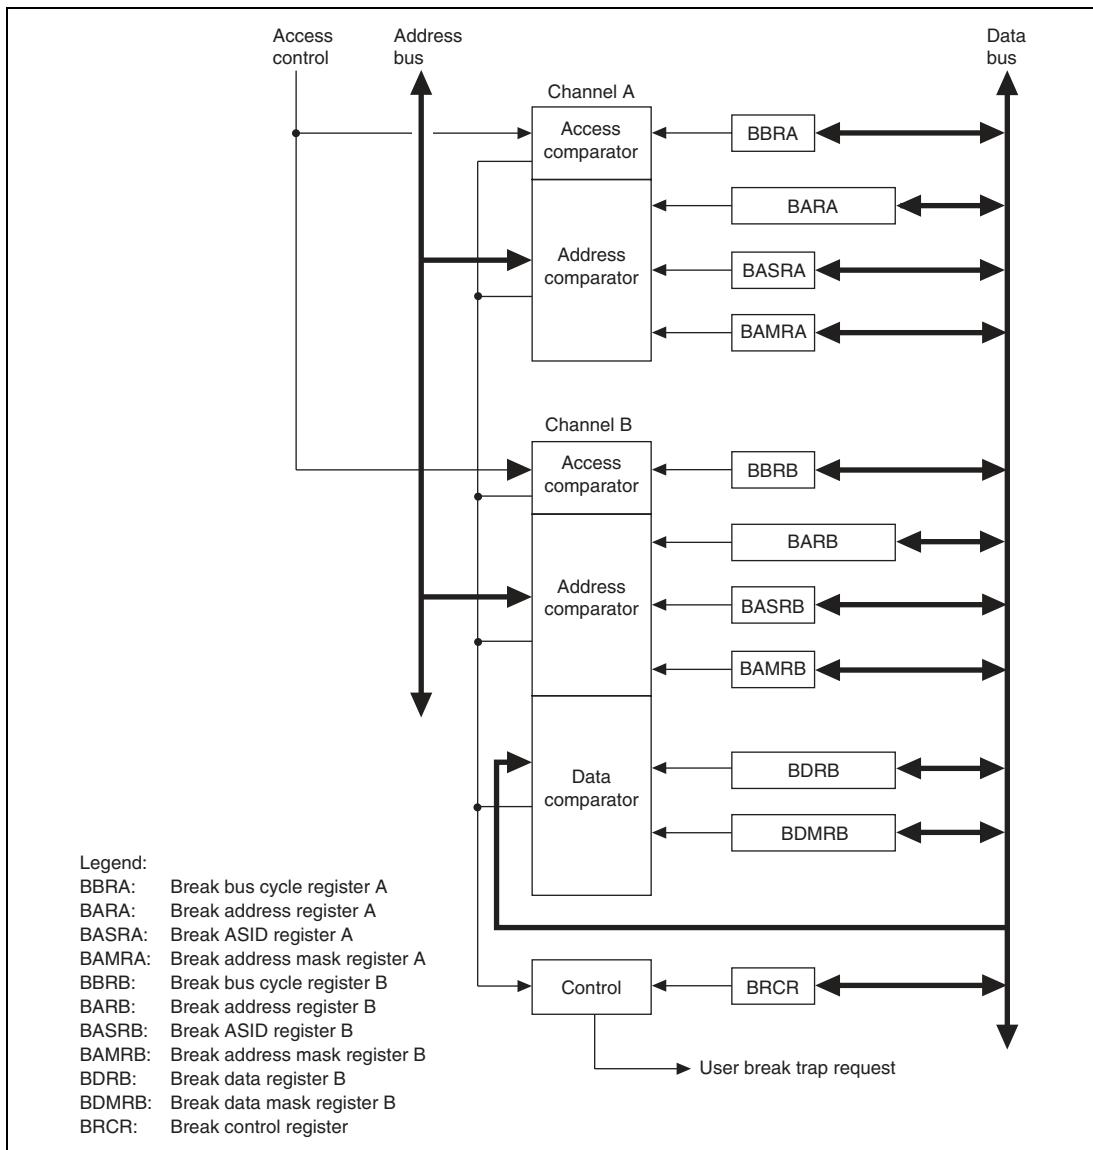 Access control
Address bus
Data bus
Channel A
Access comparator
BBRA
BARA
Address comparator
BASRA
BAMRA
Channel B
Access comparator
BBRB
BARB
Address comparator
BASRB
BAMRB
Data comparator
BDRB
BDMRB
Control
BRCR
User break trap request
Legend:
BBRA: Break bus cycle register A
BARA: Break address register A
BASRA: Break ASID register A
BAMRA: Break address mask register A
BBRB: Break bus cycle register B
BARB: Break address register B
BASRB: Break ASID register B
BAMRB: Break address mask register B
BDRB: Break data register B
BDMRB: Break data mask register B
BRCR: Break control register